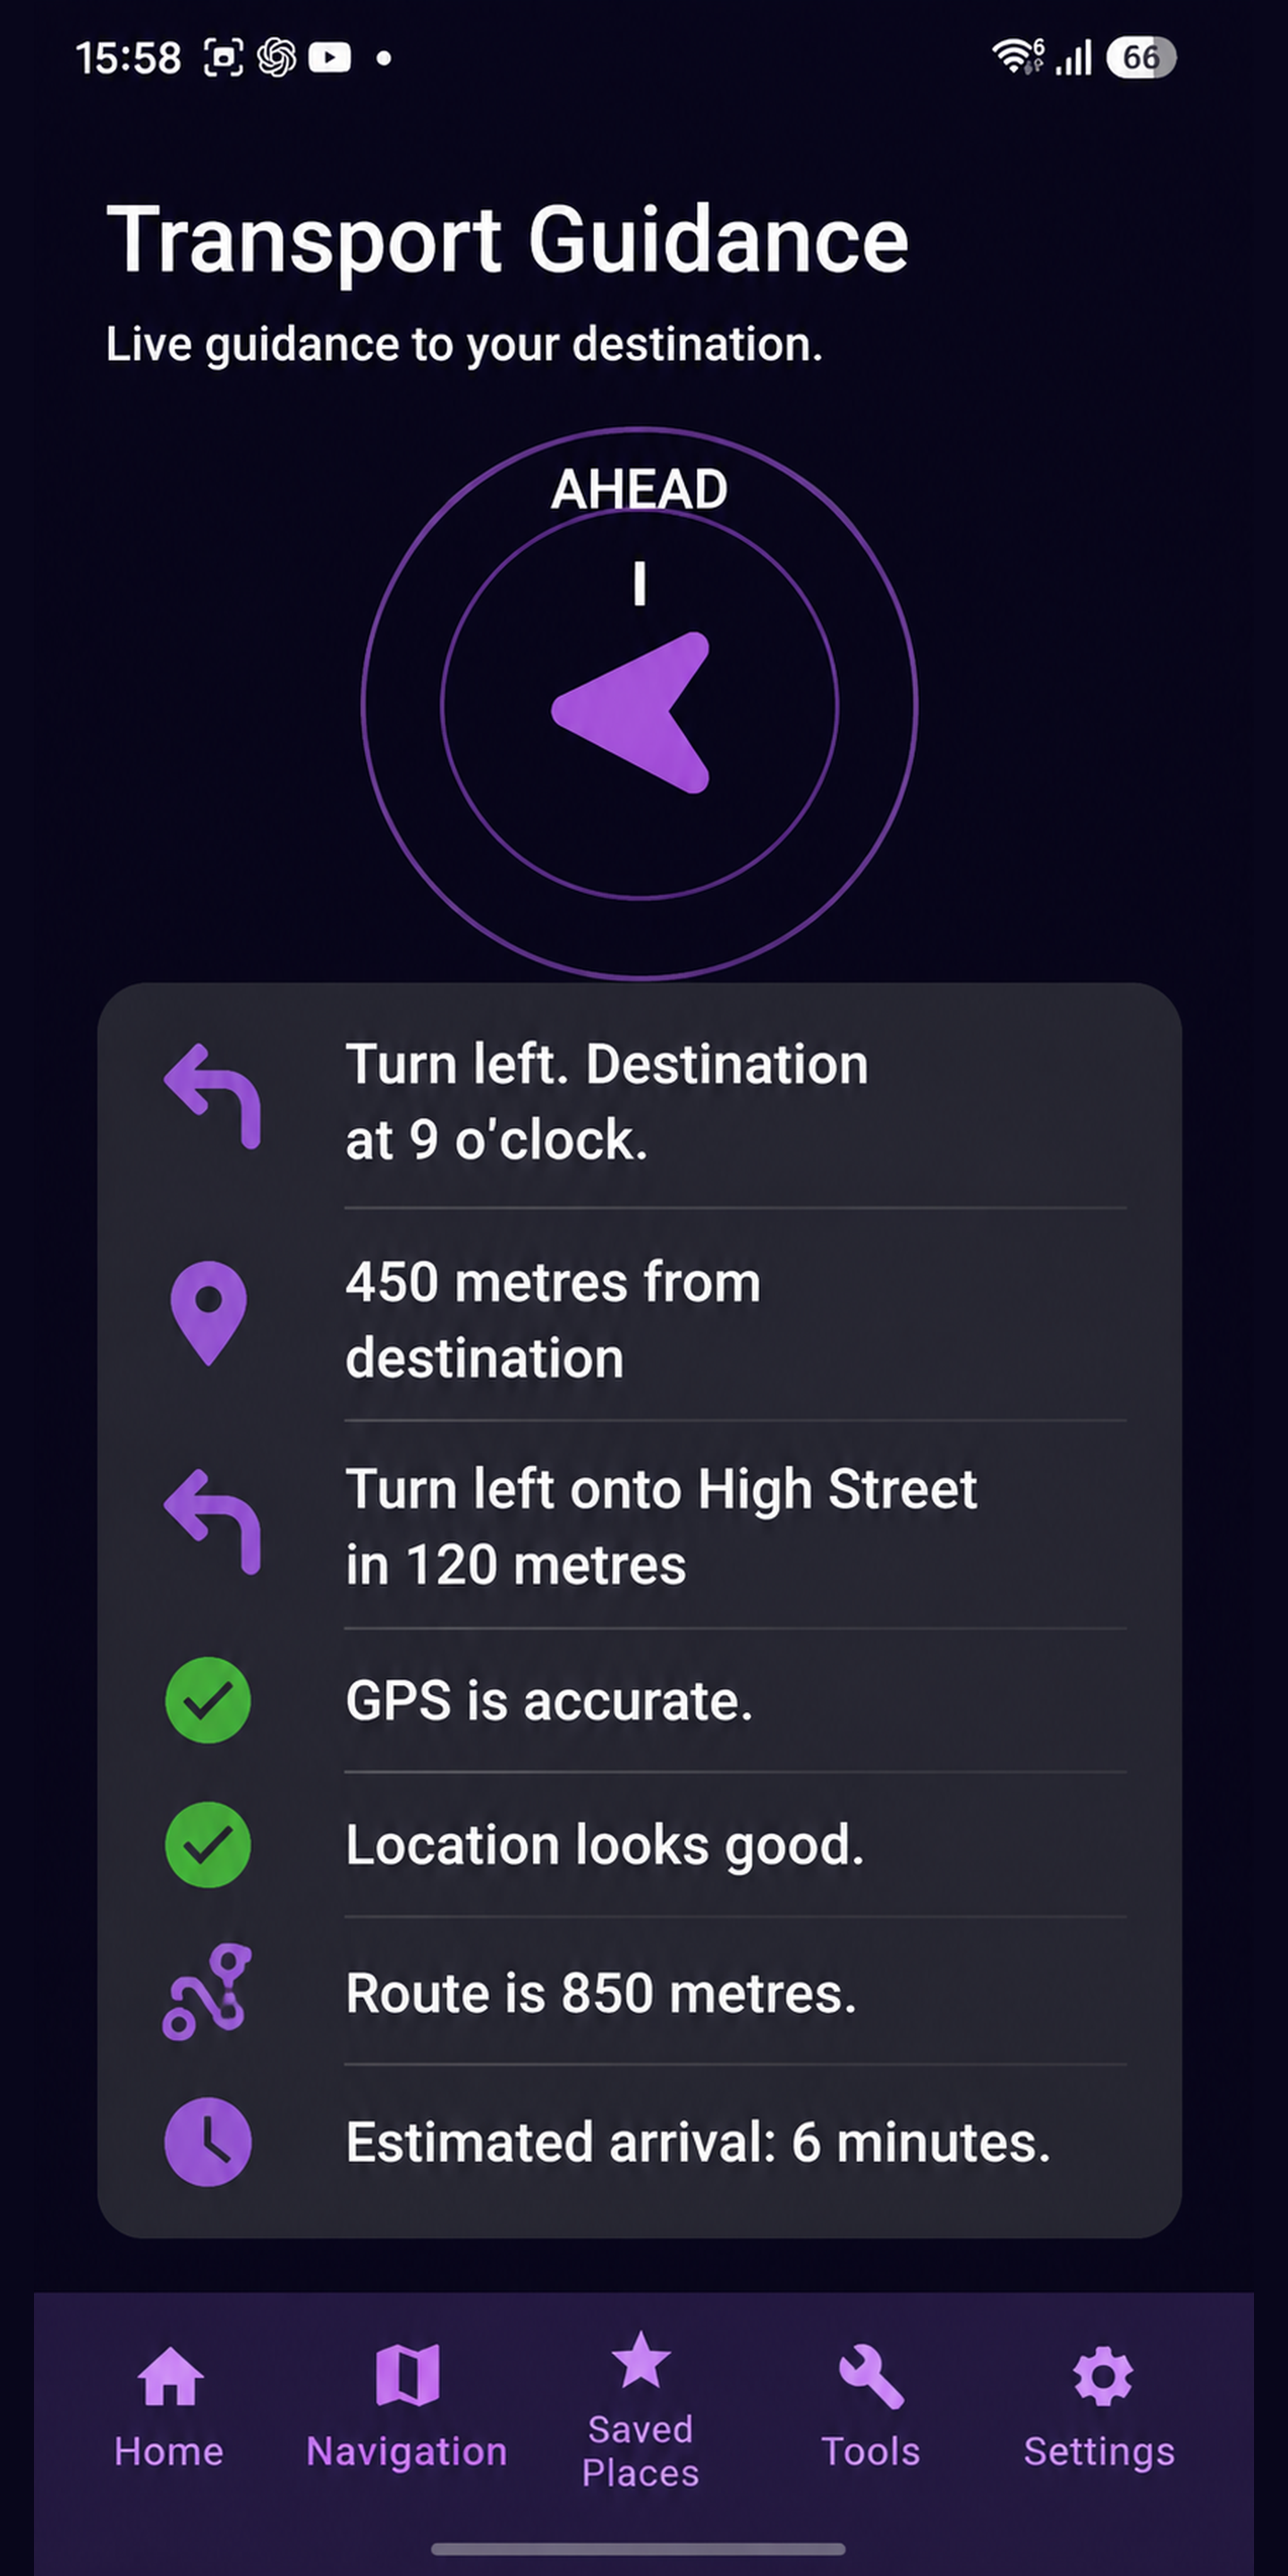 15:58
6
66
Transport Guidance
Live guidance to your destination.
AHEAD
Turn left. Destination
at 9 o'clock.
450 metres from
destination
Turn left onto High Street
in 120 metres
GPS is accurate.
Location looks good.
Route is 850 metres.
Estimated arrival: 6 minutes.
Home
Navigation
Saved
Places
Tools
Settings